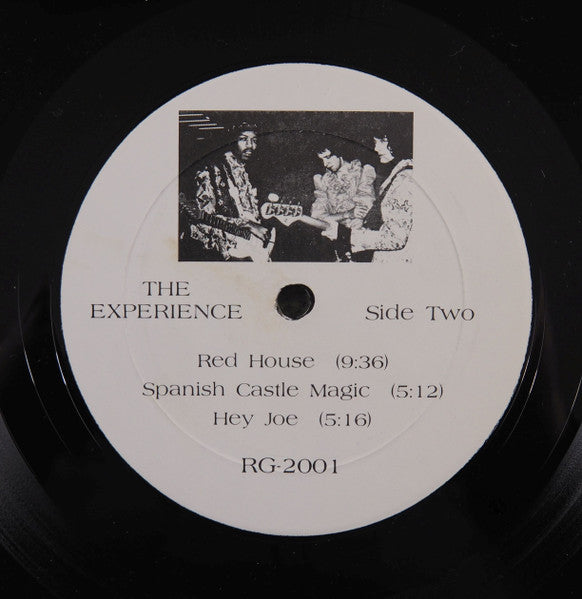 THE
EXPERIENCE
Side Two
Red House (9:36)
Spanish Castle Magic (5:12)
Hey Joe (5:16)
RG-2001